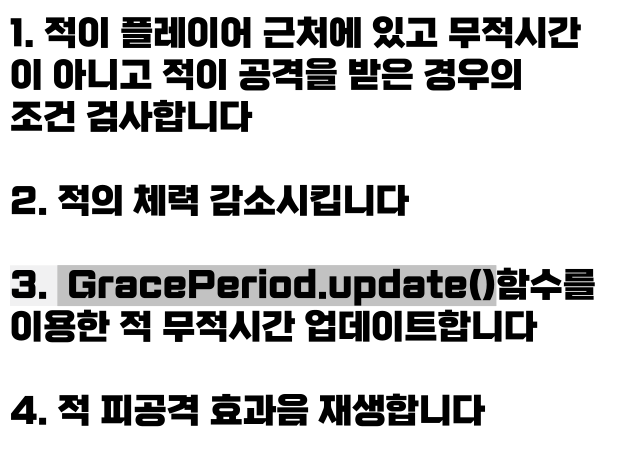 1. 적이 플레이어 근처에 있고 무적시간
이 아니고 적이 공격을 받은 경우의
조건 검사합니다
2. 적의 체력 감소시킵니다
3. GracePeriod.update()함수를
이용한 적 무적시간 업데이트합니다
4. 적 피공격 효과음 재생합니다